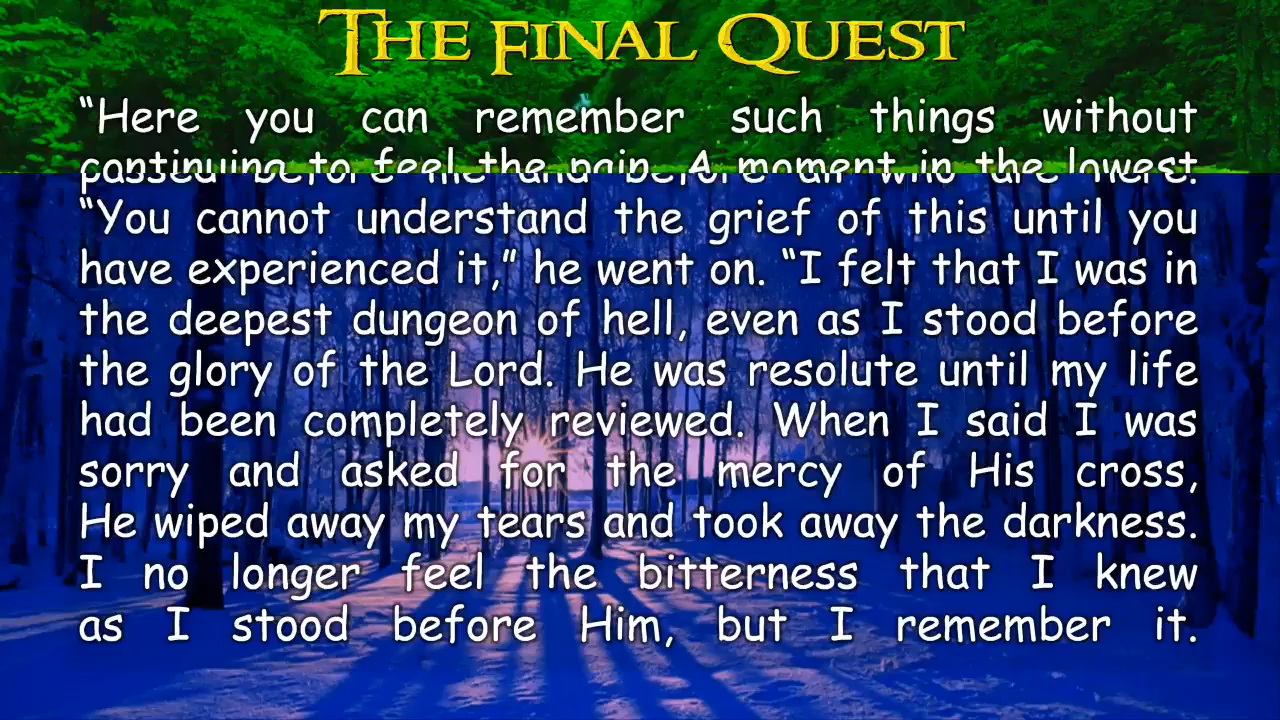 THE FINAL QUEST
“Here you can remember such things without
the lowest
“You cannot understand the grief of this until you
have experienced it,” he went on. “I felt that I was in
the deepest dungeon of hell, even as I stood before
the glory of the Lord. He was resolute until my life
had been completely reviewed. When I said I was
sorry and asked for the mercy of His cross,
He wiped away my tears and took away the darkness.
I no longer feel the bitterness that I knew
as I stood before Him, but I remember it.